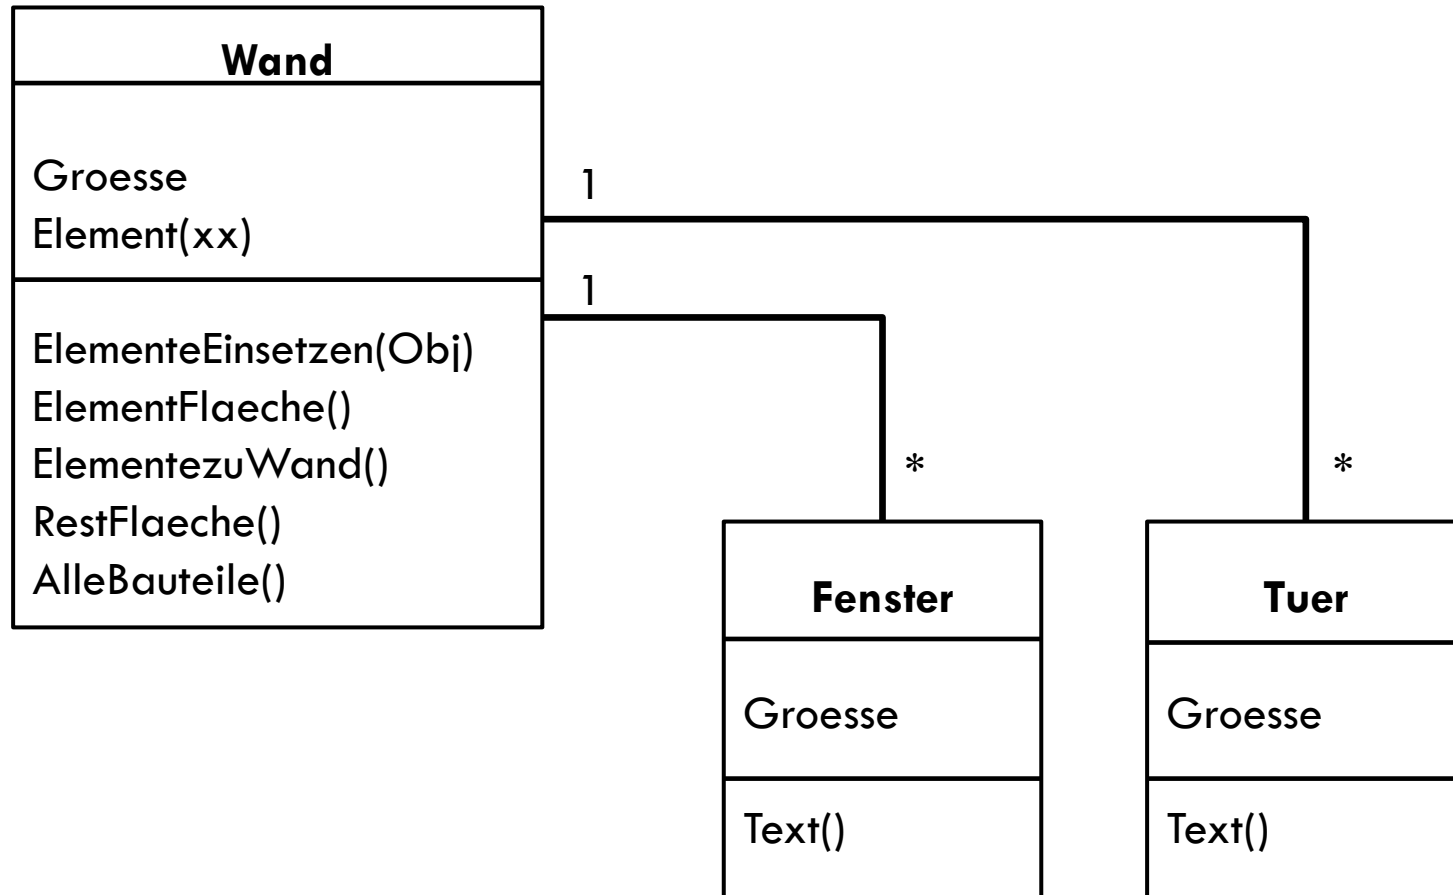 Wand
Groesse
Element(xx)
ElementeEinsetzen(Obj)
ElementFlaeche()
ElementezuWand()
RestFlaeche()
AlleBauteile()
1
1
*
*
Fenster
Groesse
Text()
Tuer
Groesse
Text()